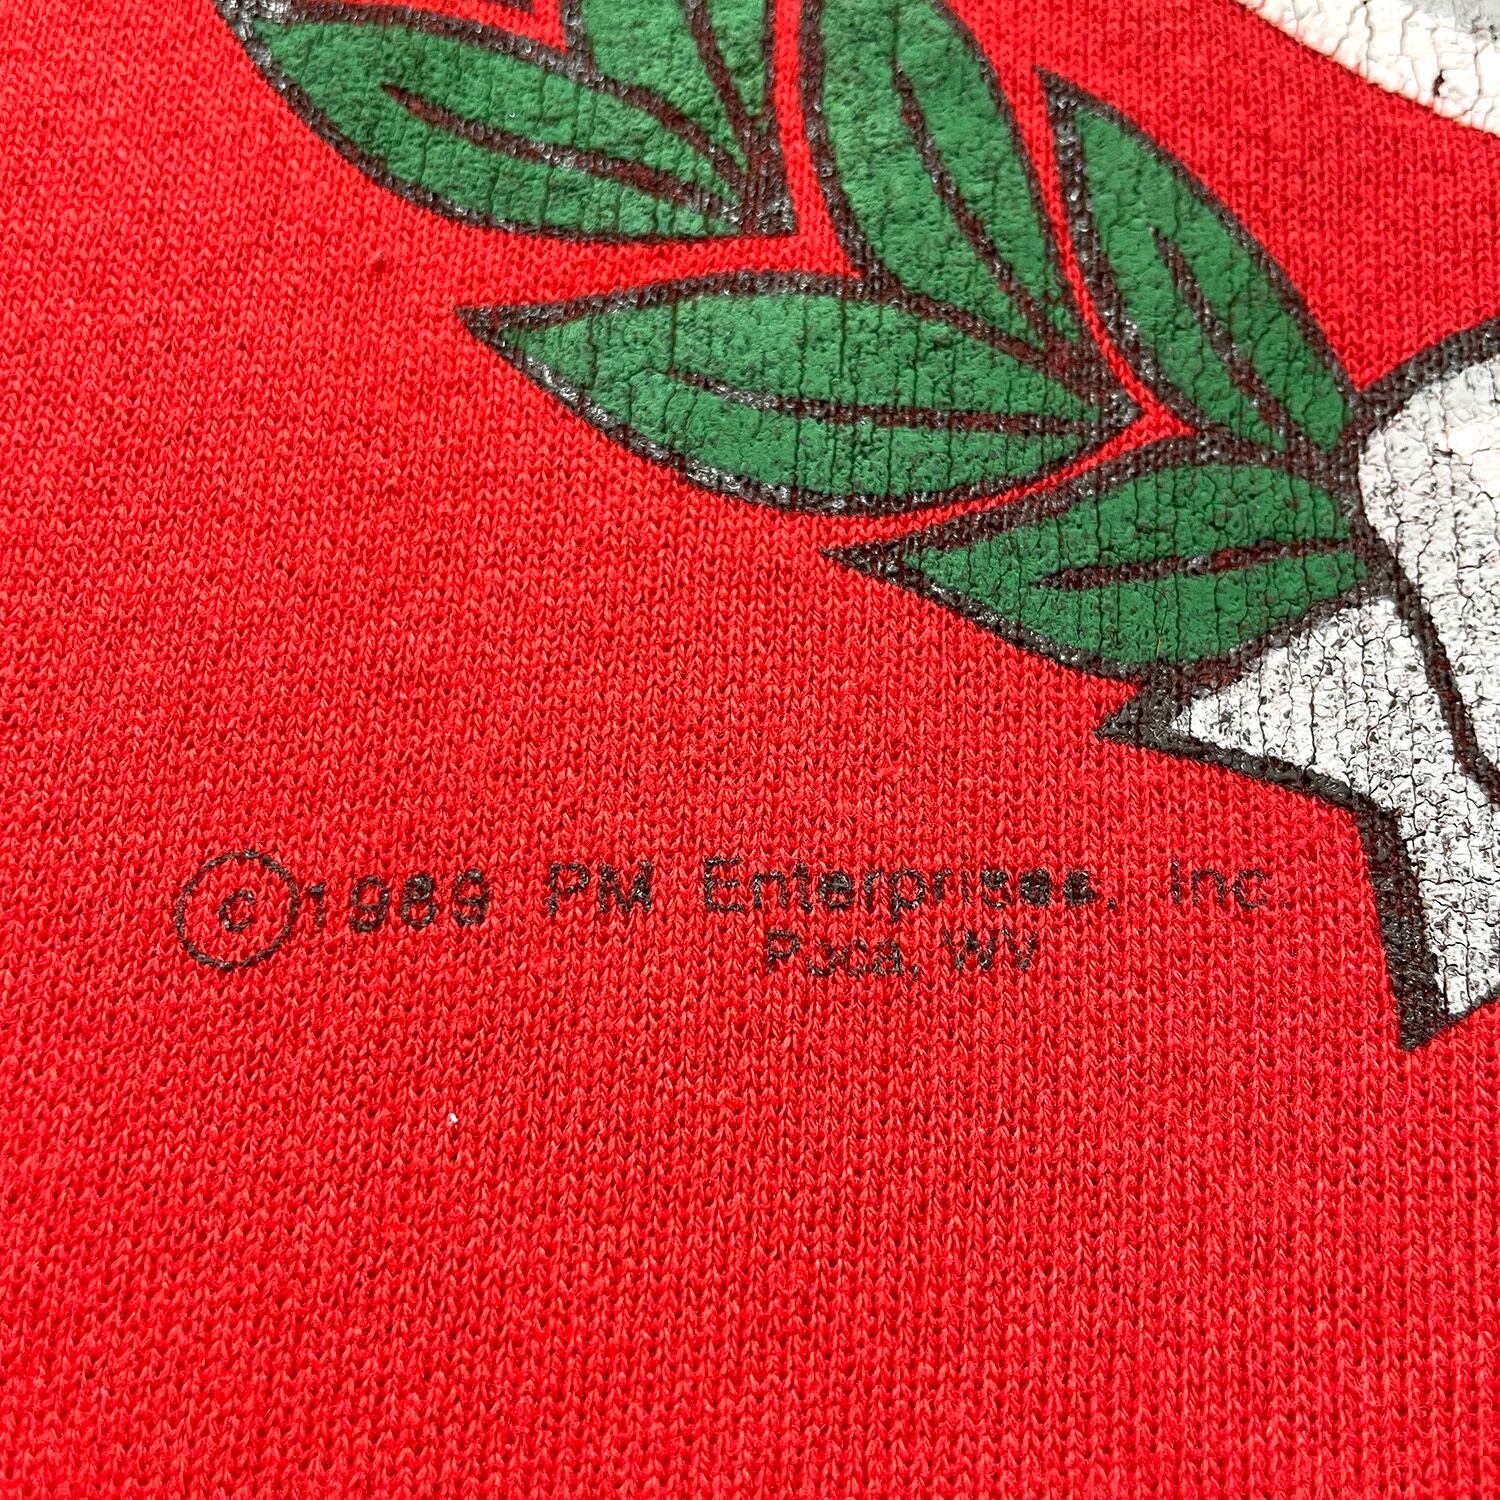 ©1989 PM Enterprises, Inc.
Poca, WV